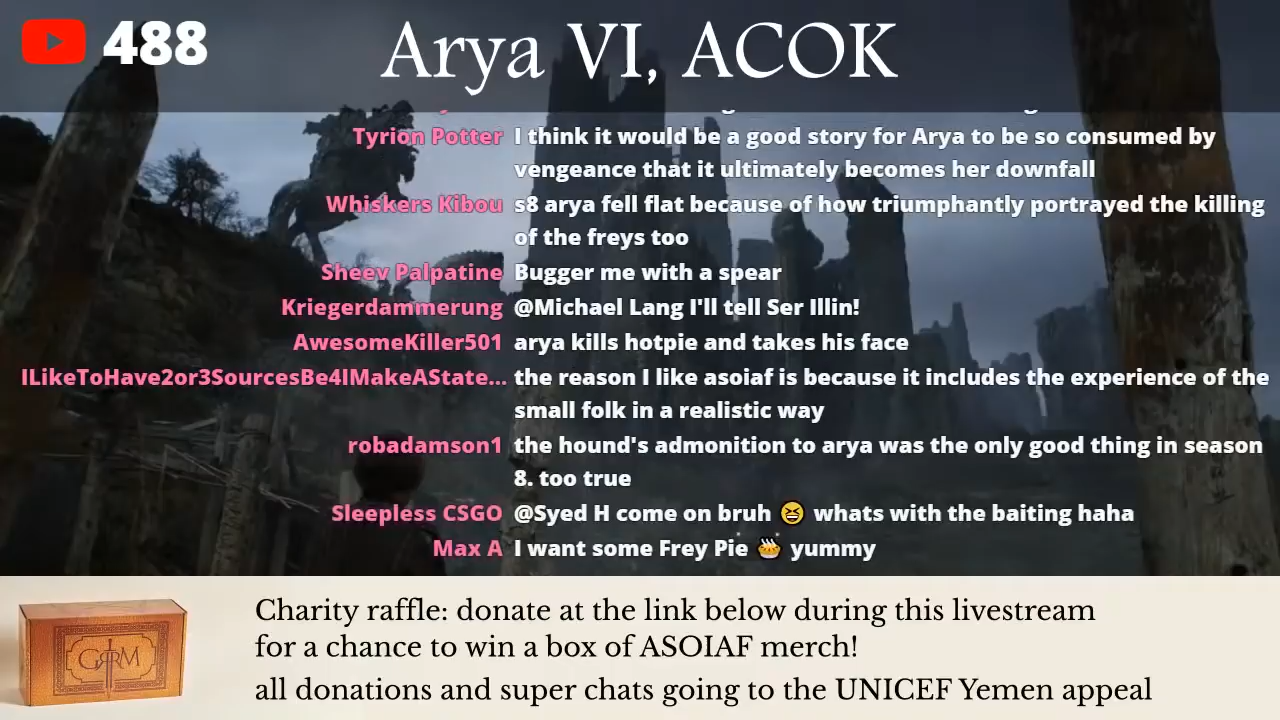 488
Arya VI, ACOK
Tyrion Potter I think it would be a good story for Arya to be so consumed by
vengeance that it ultimately becomes her downfall
Whiskers Kibou s8 arya fell flat because of how triumphantly portrayed the killing
of the freys too
Sheev Palpatine Bugger me with a spear
Kriegerdammerung @Michael Lang I'll tell Ser Illin!
AwesomeKiller501 arya kills hotpie and takes his face
ILikeToHave2or3SourcesBe4IMakeAState... the reason I like asoiaf is because it includes the experience of the
small folk in a realistic way
robadamson1 the hound's admonition to arya was the only good thing in season
8. too true
Sleepless CSGO @Syed H come on bruh 😆 whats with the baiting haha
Max A I want some Frey Pie 🥧 yummy
GRRM
Charity raffle: donate at the link below during this livestream
for a chance to win a box of ASOIAF merch!
all donations and super chats going to the UNICEF Yemen appeal